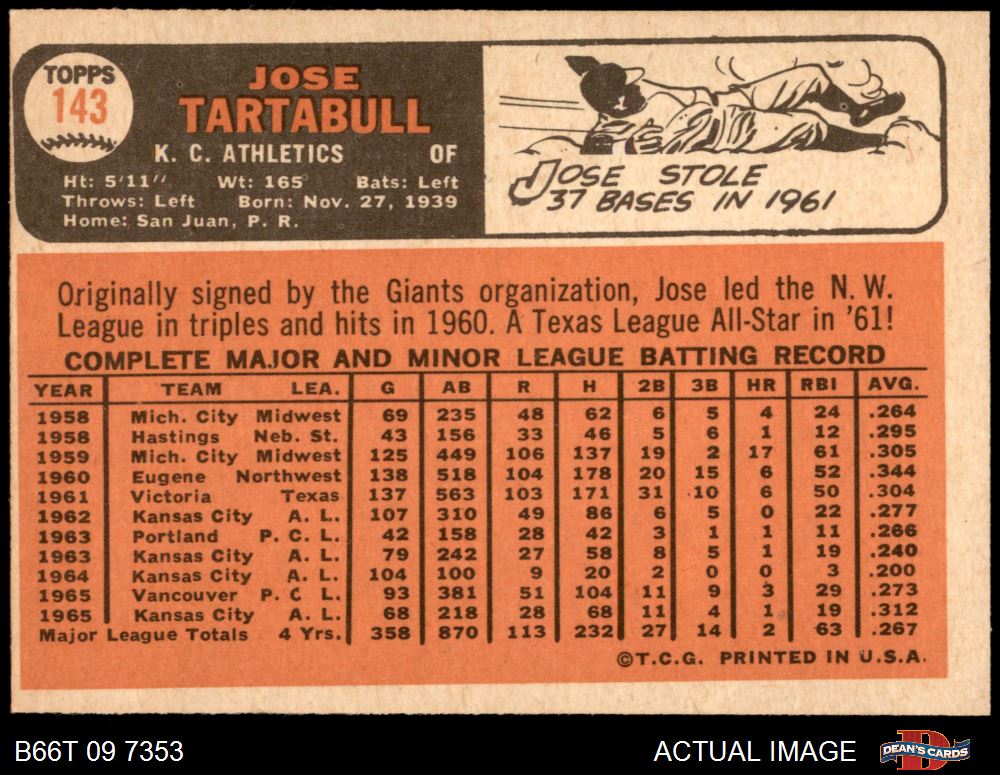 TOPPS
143
JOSE
TARTABULL
K. C. ATHLETICS OF
Ht: 5'11" Wt: 165 Bats: Left
Throws: Left Born: Nov. 27, 1939
Home: San Juan, P. R.
JOSE STOLE
37 BASES IN 1961
Originally signed by the Giants organization, Jose led the N. W.
League in triples and hits in 1960. A Texas League All-Star in '61!
COMPLETE MAJOR AND MINOR LEAGUE BATTING RECORD
YEAR TEAM LEA. G AB R H 2B 3B HR RBI AVG.
1958 Mich. City Midwest 69 235 48 62 6 5 4 24 .264
1958 Hastings Neb. St. 43 156 33 46 5 6 1 12 .295
1959 Mich. City Midwest 125 449 106 137 19 2 17 61 .305
1960 Eugene Northwest 138 518 104 178 20 15 6 52 .344
1961 Victoria Texas 137 563 103 171 31 10 6 50 .304
1962 Kansas City A. L. 107 310 49 86 6 5 0 22 .277
1963 Portland P. C. L. 42 158 28 42 3 1 1 11 .266
1963 Kansas City A. L. 79 242 27 58 8 5 1 19 .240
1964 Kansas City A. L. 104 100 9 20 2 0 0 3 .200
1965 Vancouver P. C L. 93 381 51 104 11 9 3 29 .273
1965 Kansas City A. L. 68 218 28 68 11 4 1 19 .312
Major League Totals 4 Yrs. 358 870 113 232 27 14 2 63 .267
©T.C.G. PRINTED IN U.S.A.
B66T 09 7353 ACTUAL IMAGE DEAN'S CARDS